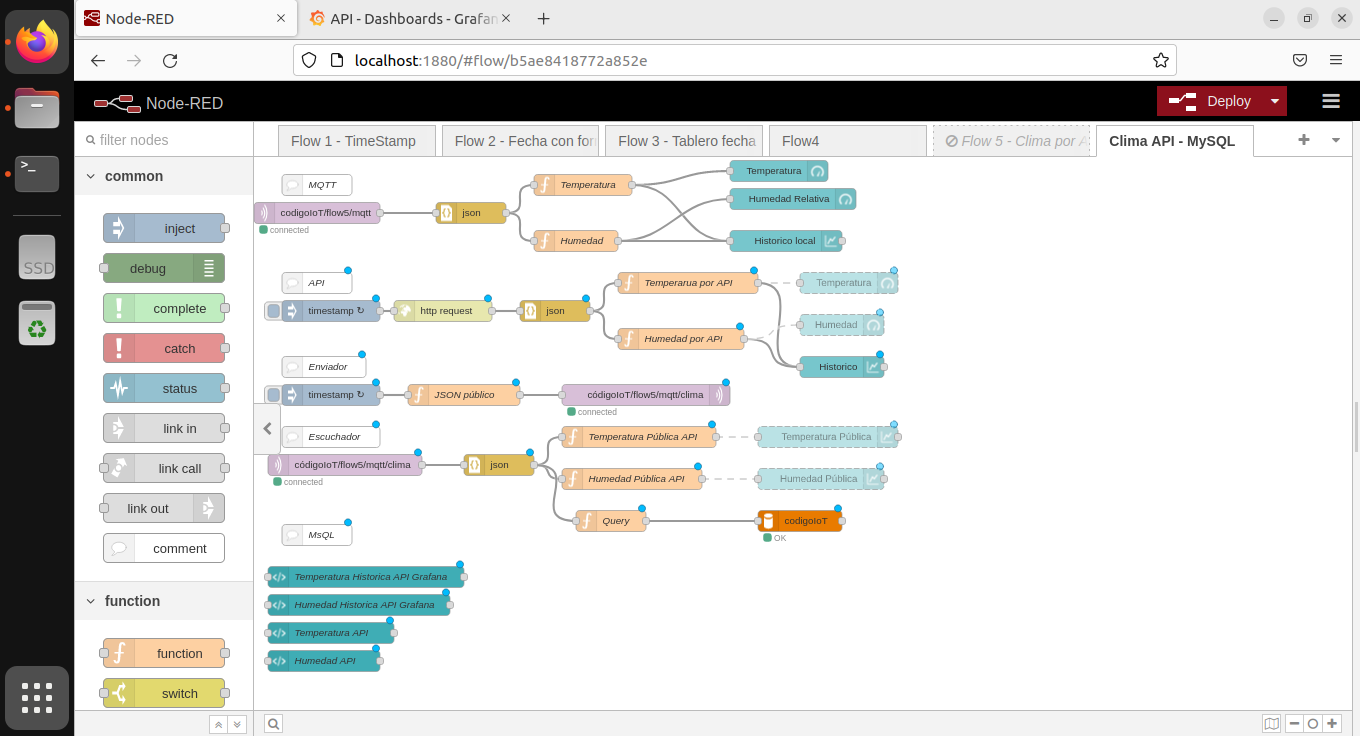 Node-RED
API - Dashboards - Grafan
localhost:1880/#flow/b5ae8418772a852e
Node-RED
Deploy
filter nodes
Flow 1 - TimeStamp
Flow 2 - Fecha con for
Flow 3 - Tablero fecha
Flow4
Flow 5 - Clima por A
Clima API - MySQL
common
inject
debug
complete
catch
status
link in
link call
link out
comment
function
function
switch
SSD
MQTT
codigoIoT/flow5/mqtt
connected
json
Temperatura
Humedad
Temperatura
Humedad Relativa
Historico local
API
timestamp ↻
http request
json
Temperarua por API
Humedad por API
Temperatura
Humedad
Historico
Enviador
timestamp ↻
JSON público
códigoIoT/flow5/mqtt/clima
connected
Escuchador
códigoIoT/flow5/mqtt/clima
connected
json
Temperatura Pública API
Humedad Pública API
Query
Temperatura Pública
Humedad Pública
codigoIoT
OK
MsQL
Temperatura Historica API Grafana
Humedad Historica API Grafana
Temperatura API
Humedad API